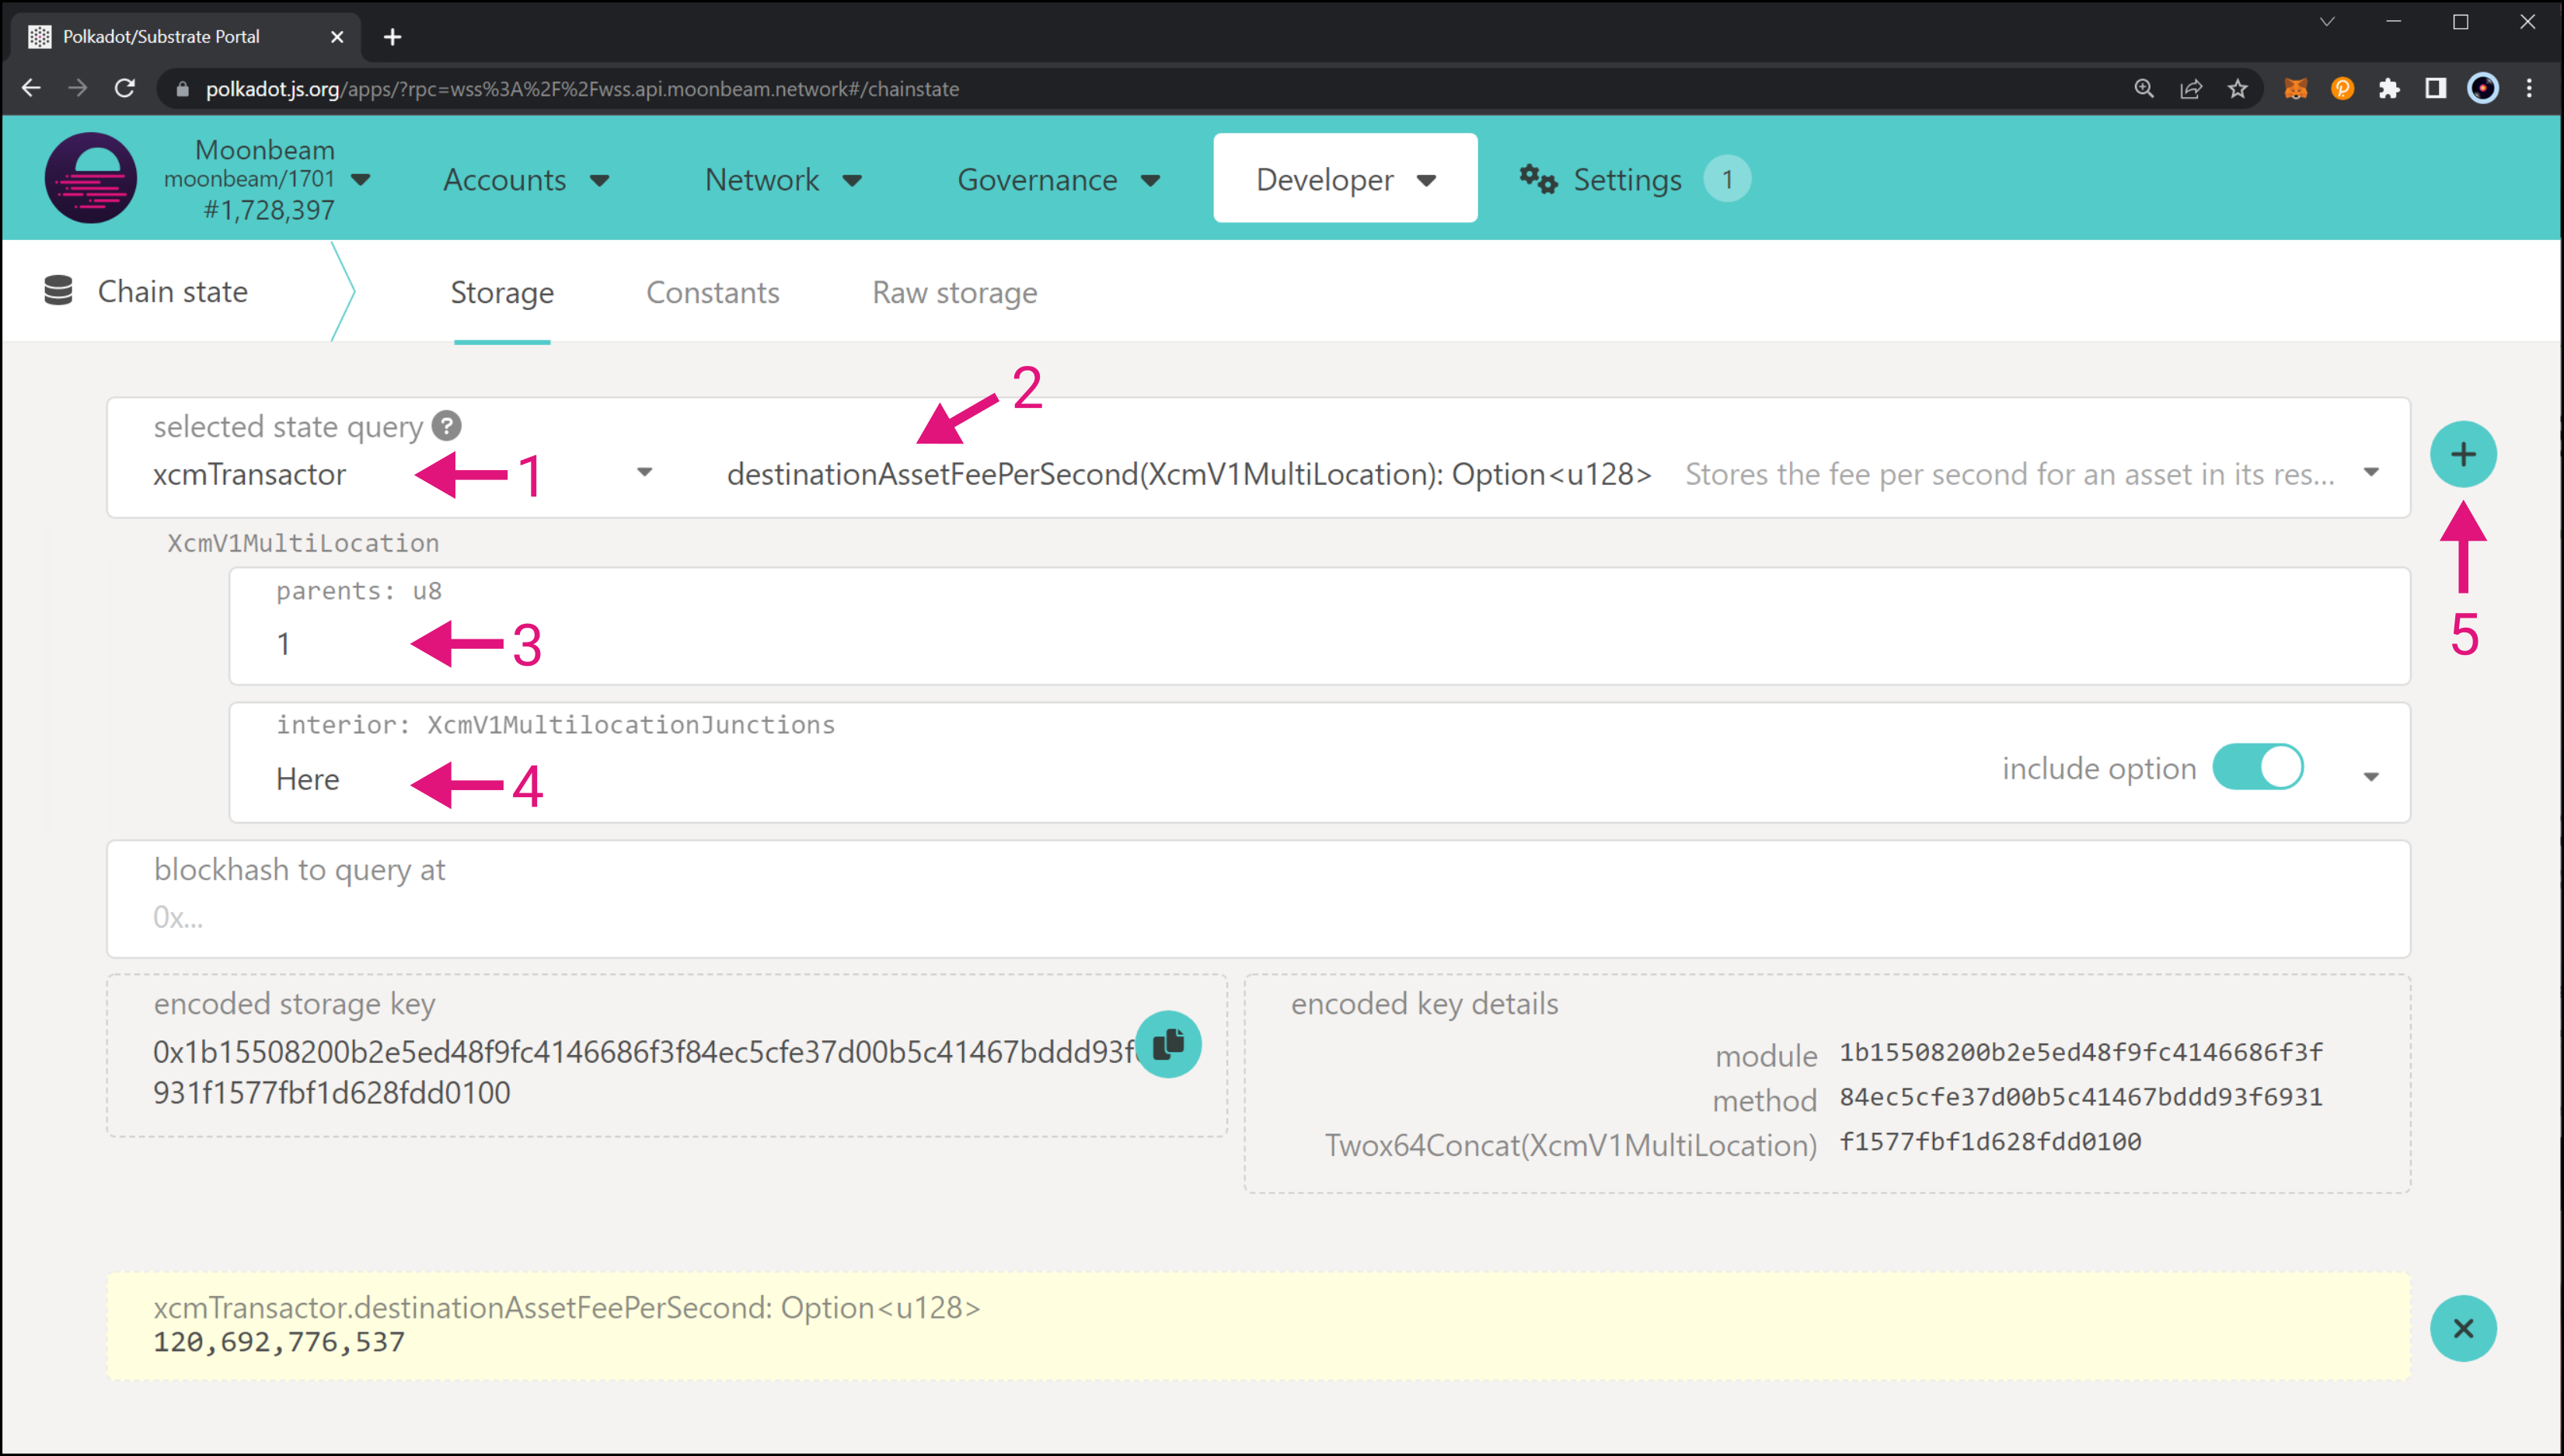 Polkadot/Substrate Portal
polkadot.js.org/apps/?rpc=wss%3A%2F%2Fwss.api.moonbeam.network#/chainstate
Moonbeam
moonbeam/1701
#1,728,397
Accounts
Network
Governance
Developer
Settings
1
Chain state
Storage
Constants
Raw storage
2
selected state query ?
xcmTransactor
1
destinationAssetFeePerSecond(XcmV1MultiLocation): Option<u128>
Stores the fee per second for an asset in its res...
XcmV1MultiLocation
parents: u8
1
3
5
interior: XcmV1MultilocationJunctions
Here
4
include option
blockhash to query at
0x...
encoded storage key
0x1b15508200b2e5ed48f9fc4146686f3f84ec5cfe37d00b5c41467bddd93f
931f1577fbf1d628fdd0100
encoded key details
module 1b15508200b2e5ed48f9fc4146686f3f
method 84ec5cfe37d00b5c41467bddd93f6931
Twox64Concat(XcmV1MultiLocation) f1577fbf1d628fdd0100
xcmTransactor.destinationAssetFeePerSecond: Option<u128>
120,692,776,537